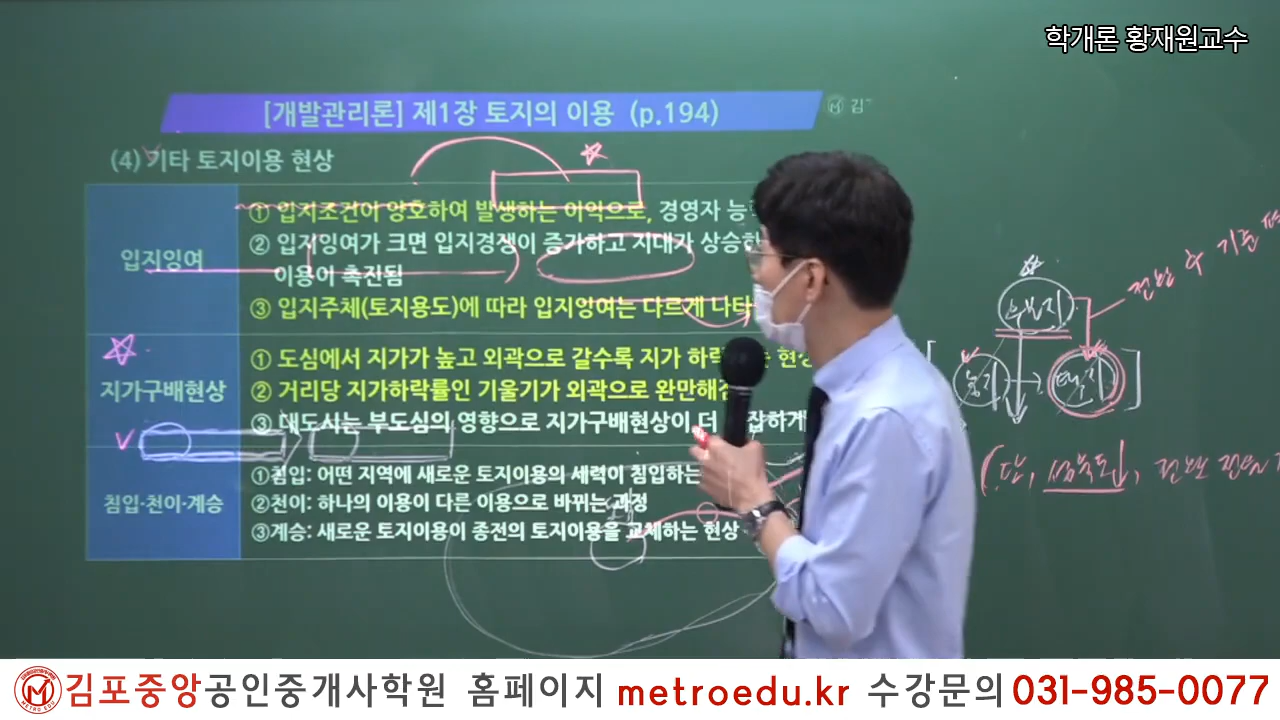 학개론 황재원교수
[개발관리론] 제1장 토지의 이용 (p.194)
김
(4) 기타 토지이용 현상
입지잉여
① 입지조건이 양호하여 발생하는 이익으로, 경영자
② 입지잉여가 크면 입지경쟁이 증가하고 지대가
이용이 촉진됨
③ 입지주체(토지용도)에 따라 입지잉여는 다르게
지가구배현상
① 도심에서 지가가 높고 외곽으로 갈수록 지가
② 거리당 지가하락률인 기울기가 외곽으로
③ 대도시는 부도심의 영향으로 지가구배현상이 더
침입·천이·계승
①침입: 어떤 지역에 새로운 토지이용의 세력이 침입하는
②천이: 하나의 이용이 다른 이용으로 바뀌는 과정
③계승: 새로운 토지이용이 종전의 토지이용을 교체하는 현상
METRO EDU
김포중앙공인중개사학원 홈페이지 metroedu.kr 수강문의 031-985-0077